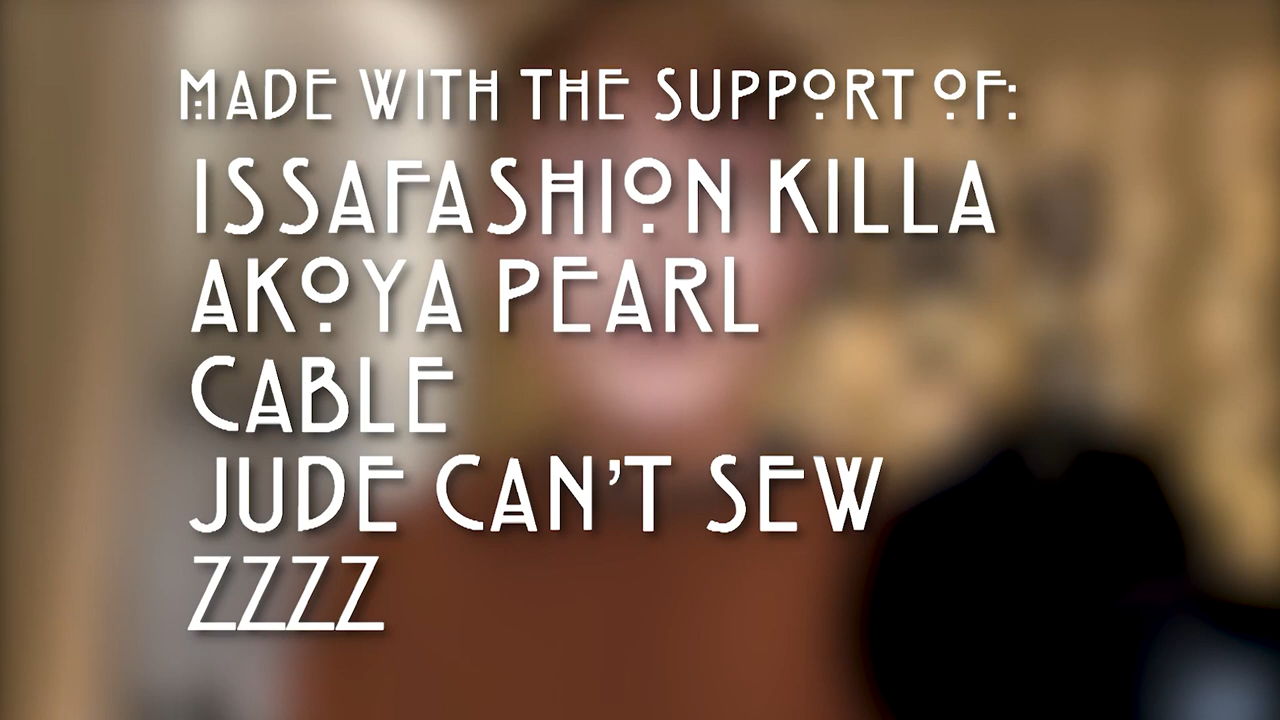 MADE WITH THE SUPPORT OF:
ISSAFASHION KILLA
AKOYA PEARL
CABLE
JUDE CAN'T SEW
ZZZZ